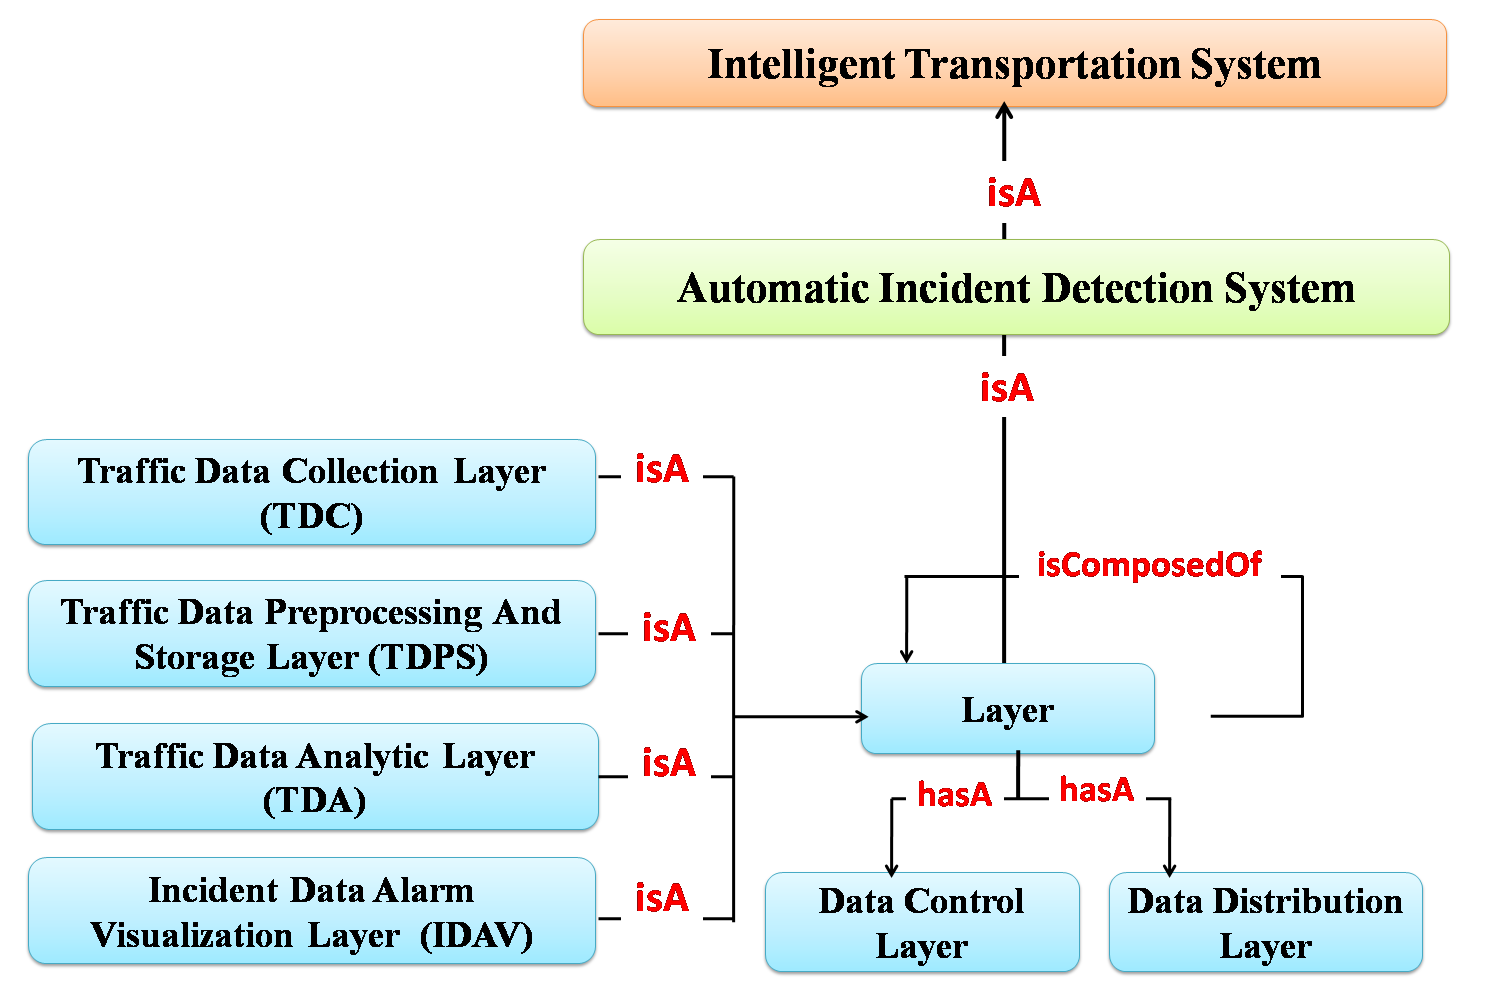 Intelligent Transportation System
isA
Automatic Incident Detection System
isA
Traffic Data Collection Layer
(TDC)
isA
Traffic Data Preprocessing And
Storage Layer (TDPS)
isA
Traffic Data Analytic Layer
(TDA)
isA
Incident Data Alarm
Visualization Layer (IDAV)
isA
isComposedOf
Layer
hasA
hasA
Data Control
Layer
Data Distribution
Layer